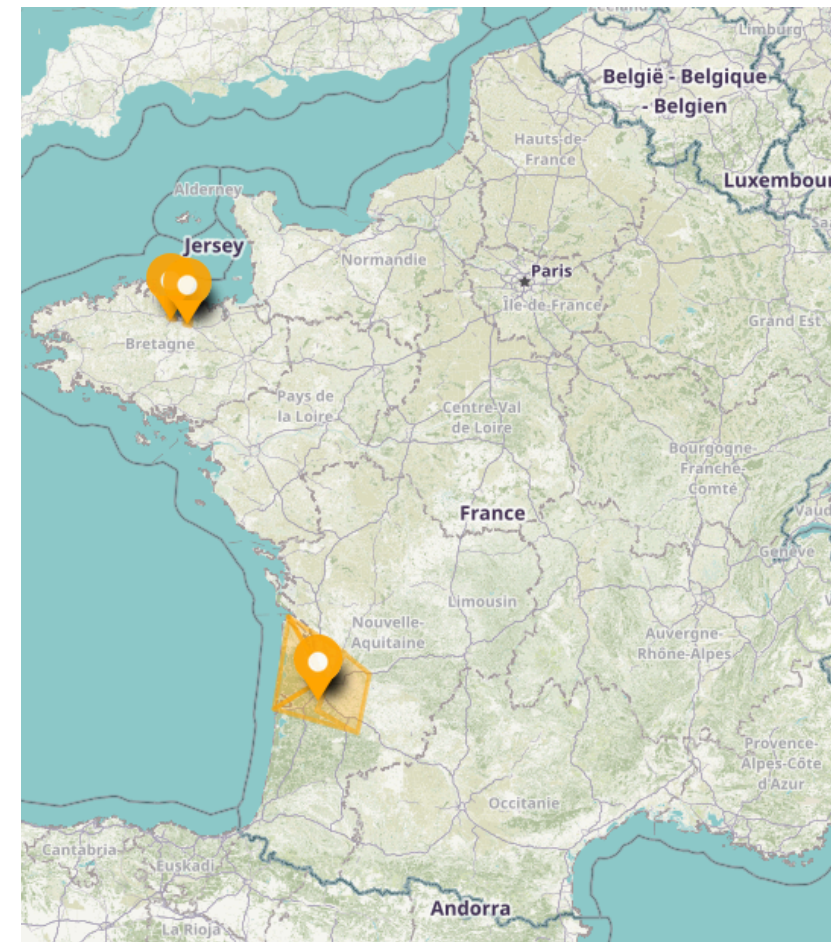 Limburg
België - Belgique
- Belgien
Hauts-de-
France
Luxembour
Alderney
Jersey
Normandie
Paris
Île-de-France
Grand Est
Bretagne
Pays de
la Loire
Centre-Val
de Loire
Bourgogne-
Franche-
Comté
Vaud
France
Genève
Limousin
Nouvelle-
Aquitaine
Auvergne-
Rhône-Alpes
Provence-
Alpes-Côte
d'Azur
Occitanie
Cantabria
Euskadi
Andorra
La Rioja